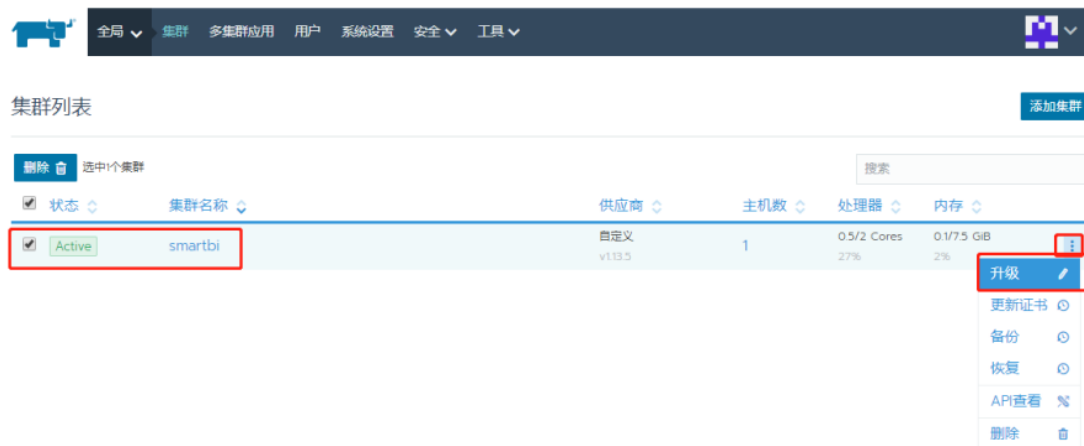 全局 集群 多集群应用 用户 系统设置 安全 工具
集群列表
添加集群
删除 选中1个集群
搜索
状态 集群名称 供应商 主机数 处理器 内存
Active smartbi 自定义 1 0.5/2 Cores 0.1/7.5 GiB
v1.13.5 27% 2%
升级
更新证书
备份
恢复
API查看
删除